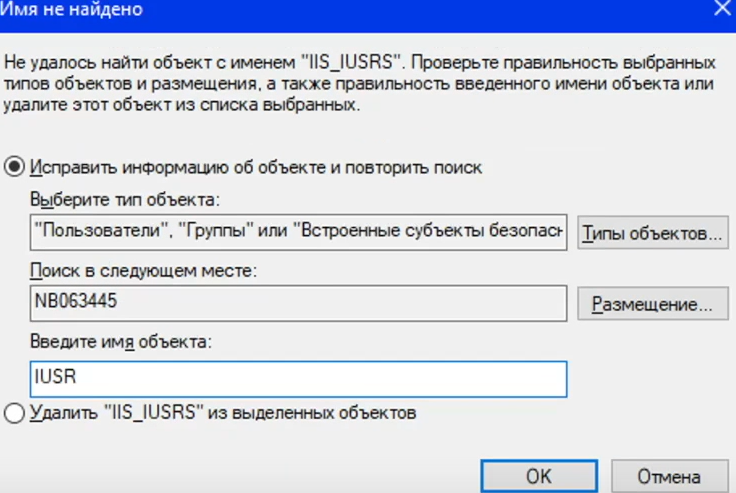 Имя не найдено
Не удалось найти объект с именем "IIS_IUSRS". Проверьте правильность выбранных
типов объектов и размещения, а также правильность введенного имени объекта или
удалите этот объект из списка выбранных.
Исправить информацию об объекте и повторить поиск
Выберите тип объекта:
"Пользователи", "Группы" или "Встроенные субъекты безопасн
Типы объектов...
Поиск в следующем месте:
NB063445
Размещение...
Введите имя объекта:
IUSR
Удалить "IIS_IUSRS" из выделенных объектов
ОК
Отмена